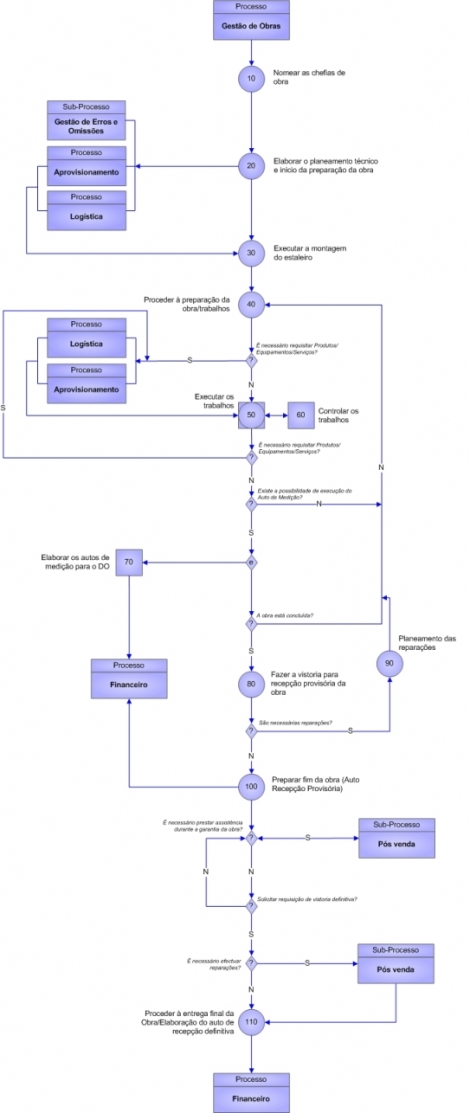 Processo
Gestão de Obras
10
Nomear as chefias de
obra
Sub-Processo
Gestão de Erros e
Omissões
Processo
Aprovisionamento
Processo
Logística
20
Elaborar o planeamento técnico
e início da preparação da obra
30
Executar a montagem
do estaleiro
Proceder à preparação da
obra/trabalhos
40
É necessário requisitar Produtos/
Equipamentos/Serviços?
?
S
N
Processo
Logística
Processo
Aprovisionamento
Executar os
trabalhos
50
60
Controlar os
trabalhos
S
É necessário requisitar Produtos/
Equipamentos/Serviços?
?
N
N
Existe a possibilidade de execução do
Auto de Medição?
?
N
S
Elaborar os autos de
medição para o DO
70
e
A obra está concluída?
?
S
Planeamento das
reparações
90
Processo
Financeiro
80
Fazer a vistoria para
recepção provisória da
obra
São necessárias reparações?
?
S
N
100
Preparar fim da obra (Auto
Recepção Provisória)
É necessário prestar assistência
durante a garantia da obra?
?
S
Sub-Processo
Pós venda
N
N
Solicitar requisição de vistoria definitiva?
?
S
É necessário efectuar
reparações?
?
S
Sub-Processo
Pós venda
N
Proceder à entrega final da
Obra/Elaboração do auto de
recepção definitiva
110
Processo
Financeiro